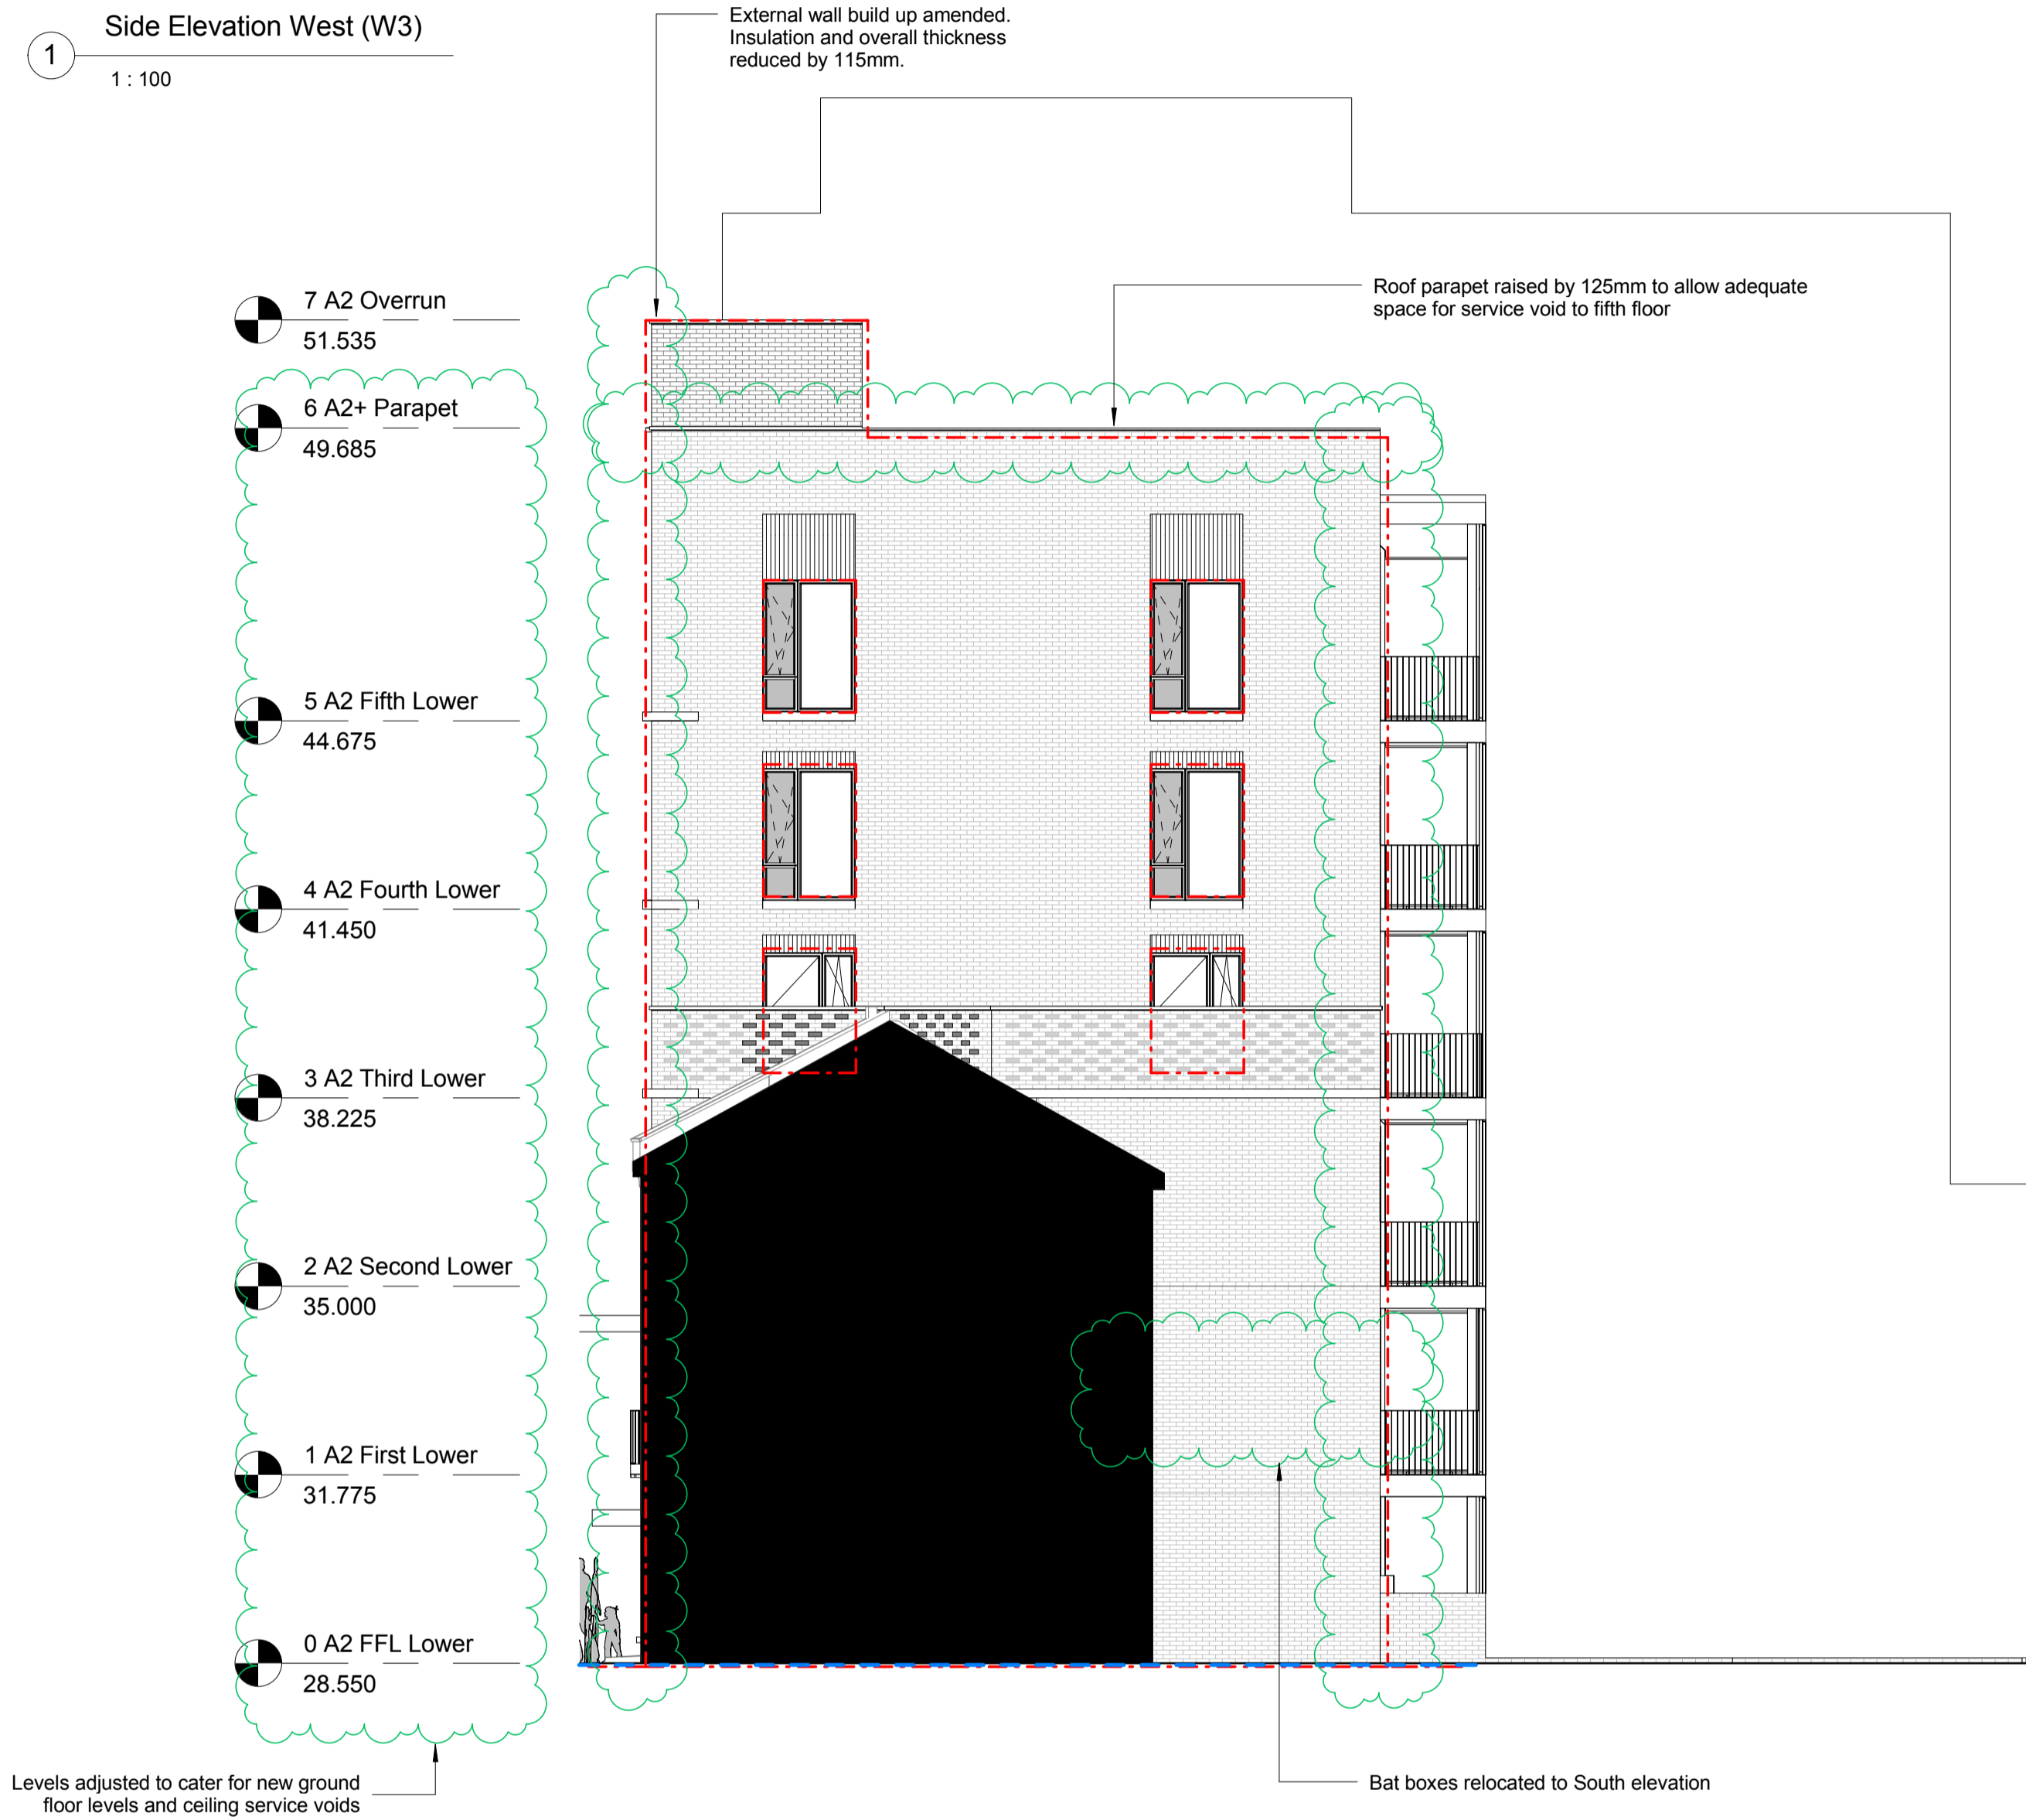 Side Elevation West (W3)
1
1 : 100
External wall build up amended.
Insulation and overall thickness
reduced by 115mm.
Roof parapet raised by 125mm to allow adequate
space for service void to fifth floor
7 A2 Overrun
51.535
6 A2+ Parapet
49.685
5 A2 Fifth Lower
44.675
4 A2 Fourth Lower
41.450
3 A2 Third Lower
38.225
2 A2 Second Lower
35.000
1 A2 First Lower
31.775
0 A2 FFL Lower
28.550
Levels adjusted to cater for new ground
floor levels and ceiling service voids
Bat boxes relocated to South elevation